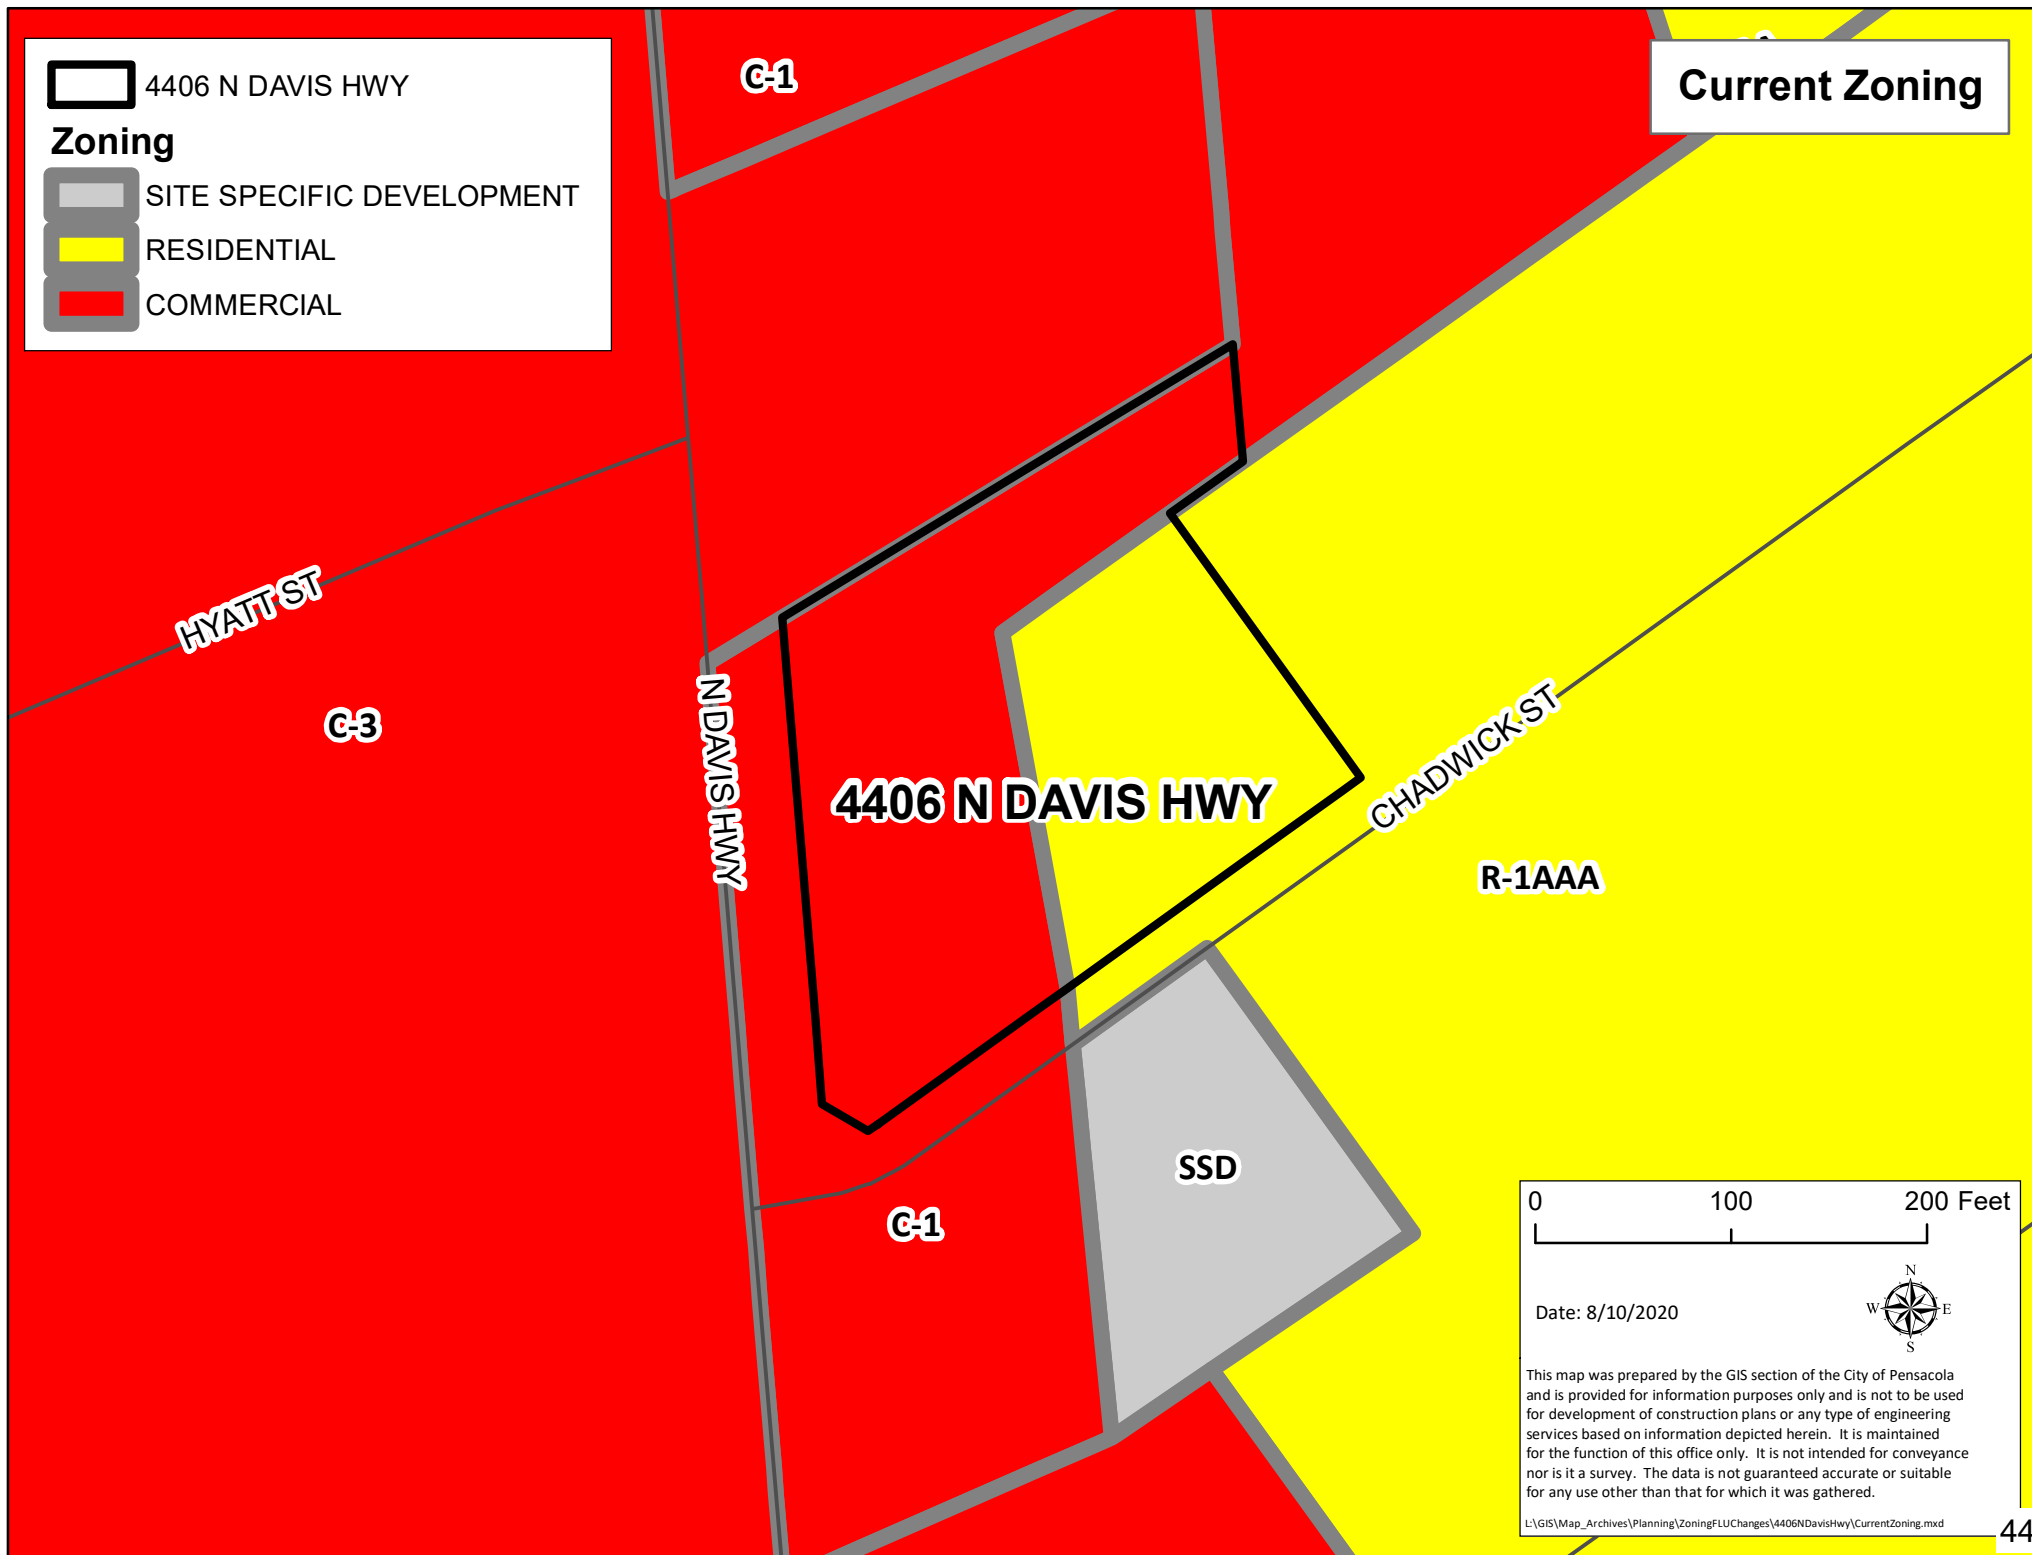 4406 N DAVIS HWY
Zoning
SITE SPECIFIC DEVELOPMENT
RESIDENTIAL
COMMERCIAL
C-1
Current Zoning
HYATT ST
C-3
N DAVIS HWY
4406 N DAVIS HWY
CHADWICK ST
R-1AAA
SSD
C-1
0 100 200 Feet
N
W E
S
Date: 8/10/2020
This map was prepared by the GIS section of the City of Pensacola
and is provided for information purposes only and is not to be used
for development of construction plans or any type of engineering
services based on information depicted herein. It is maintained
for the function of this office only. It is not intended for conveyance
nor is it a survey. The data is not guaranteed accurate or suitable
for any use other than that for which it was gathered.
L:\GIS\Map_Archives\Planning\ZoningFLUChanges\4406NDavisHwy\CurrentZoning.mxd
44